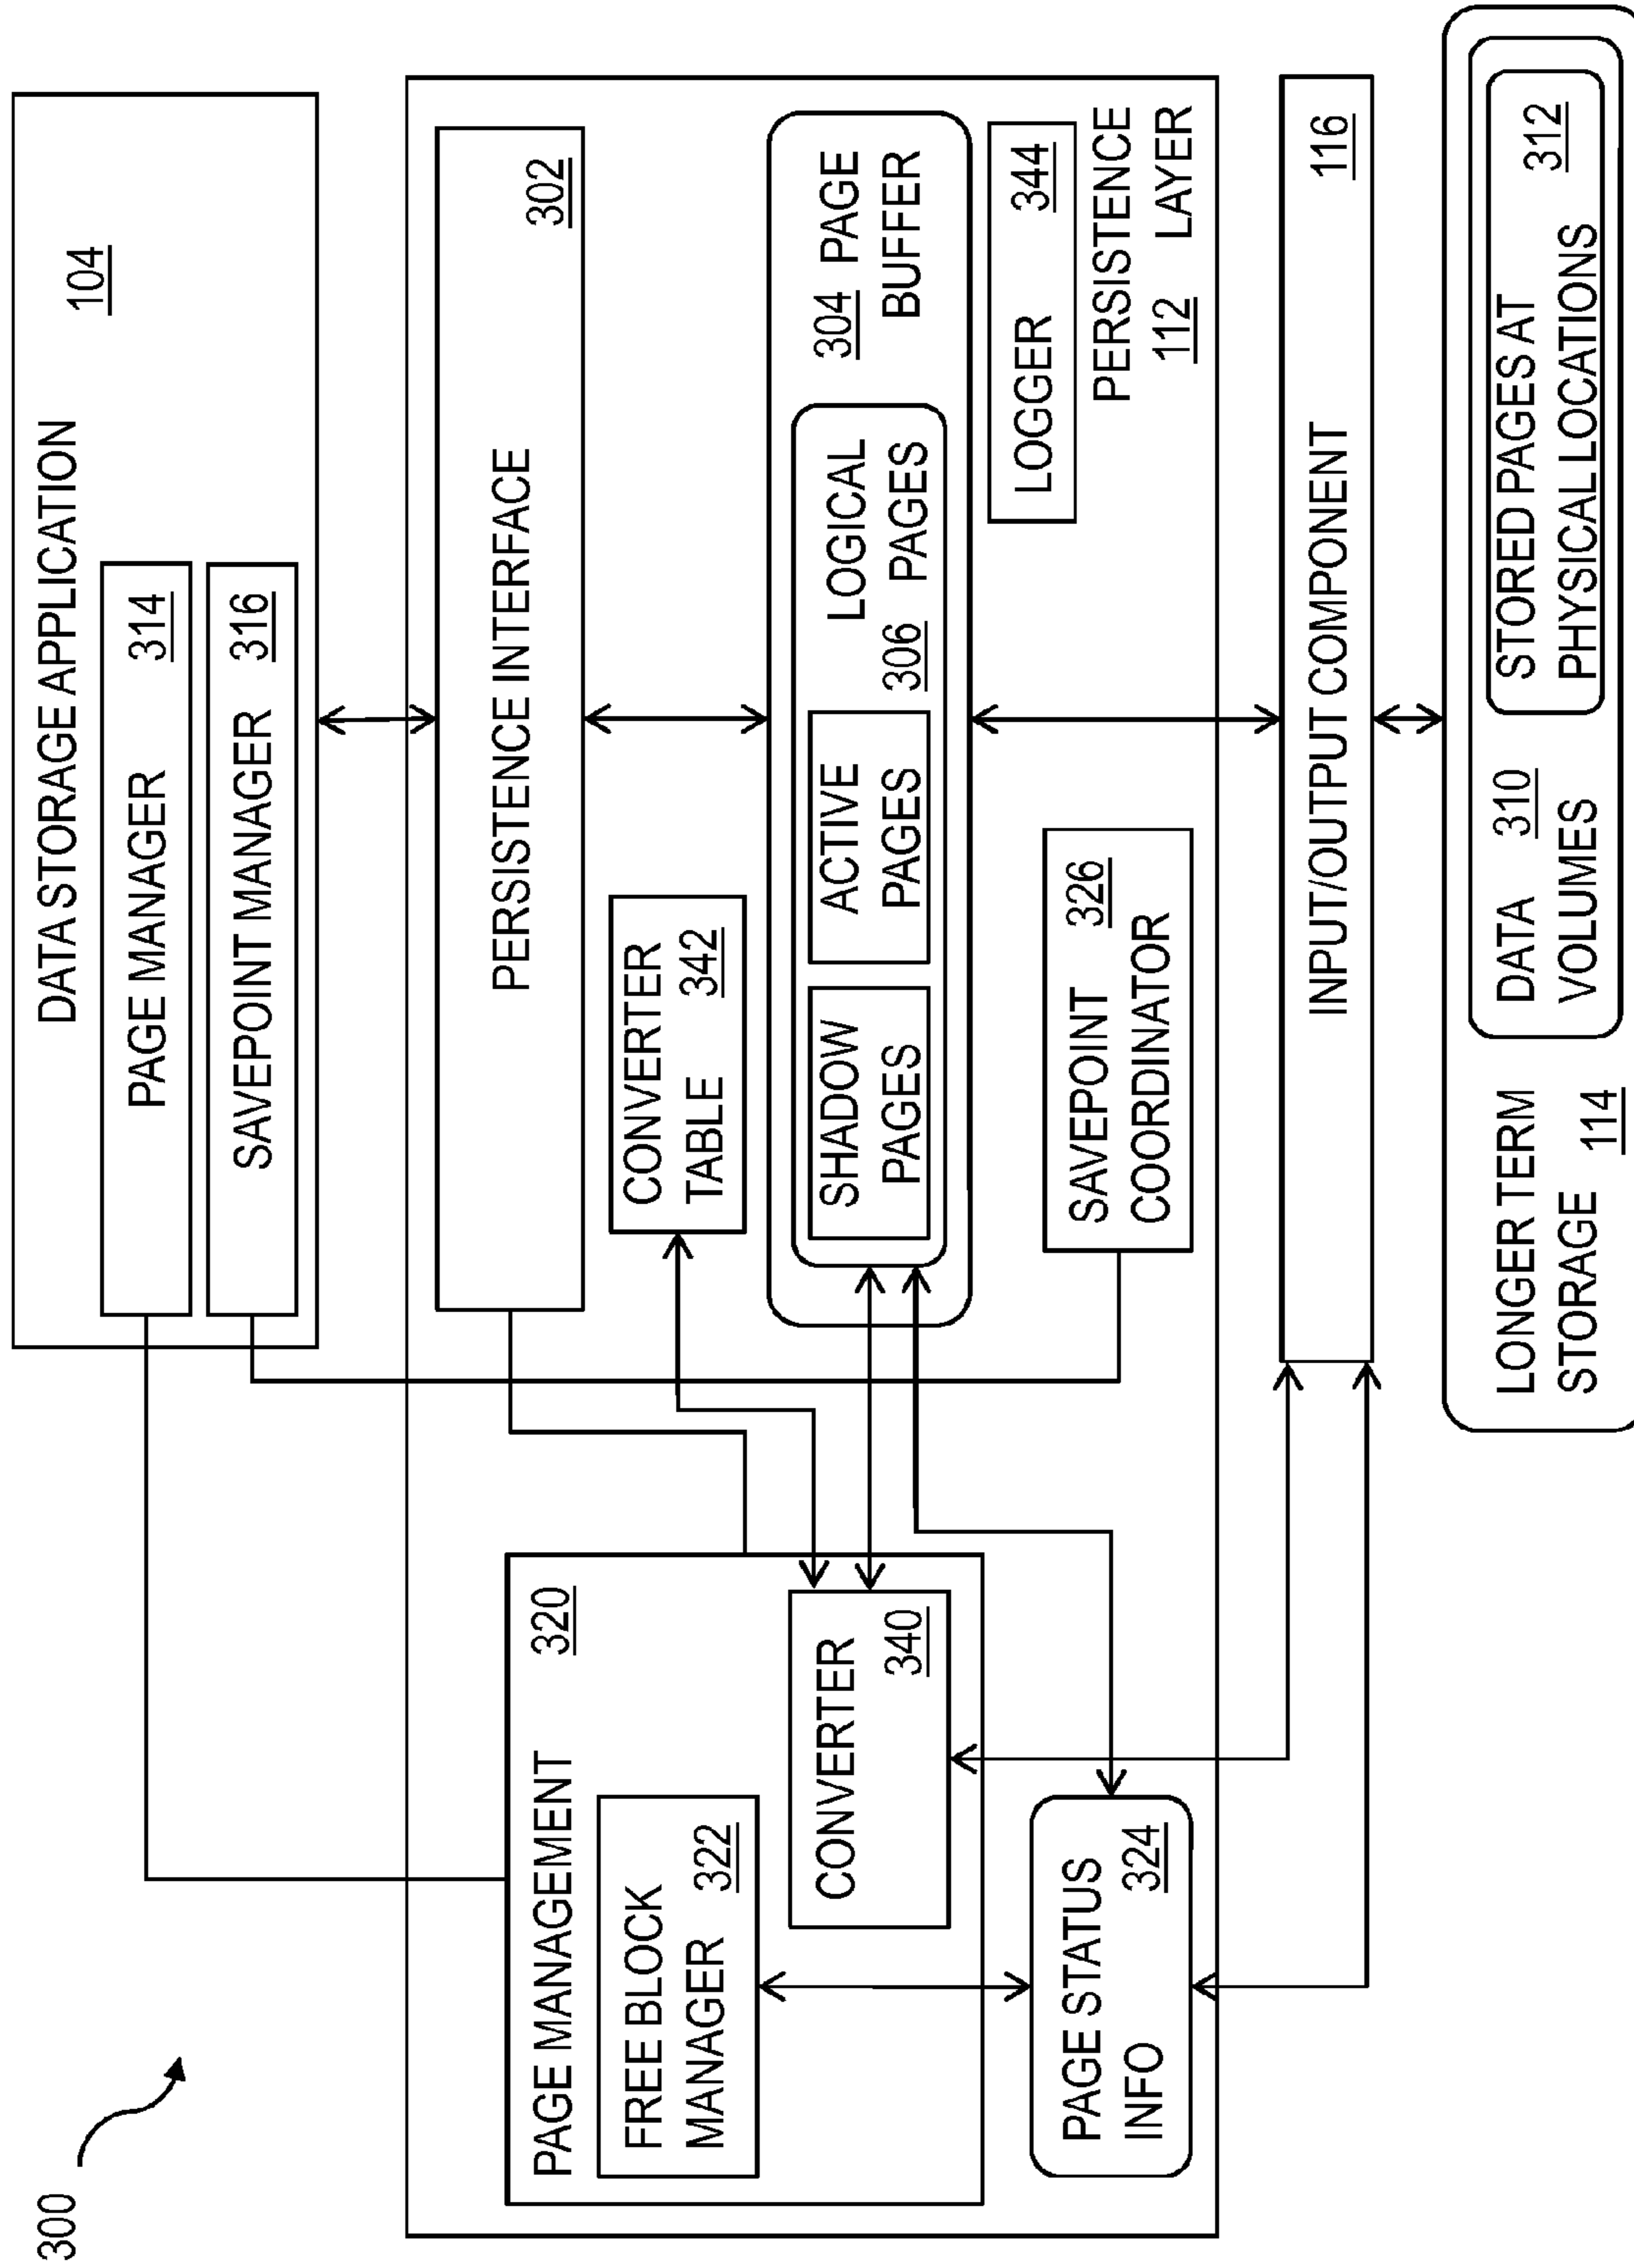 300
DATA STORAGE APPLICATION
104
PAGE MANAGER 314
SAVEPOINT MANAGER 316
PERSISTENCE INTERFACE 302
PAGE MANAGEMENT 320
FREE BLOCK
MANAGER 322
CONVERTER
340
CONVERTER
TABLE 342
304 PAGE
BUFFER
LOGICAL
306 PAGES
SHADOW
PAGES
ACTIVE
PAGES
PAGE STATUS
INFO 324
SAVEPOINT 326
COORDINATOR
LOGGER 344
PERSISTENCE
112 LAYER
INPUT/OUTPUT COMPONENT 116
LONGER TERM
STORAGE 114
DATA 310
VOLUMES
STORED PAGES AT
PHYSICAL LOCATIONS 312